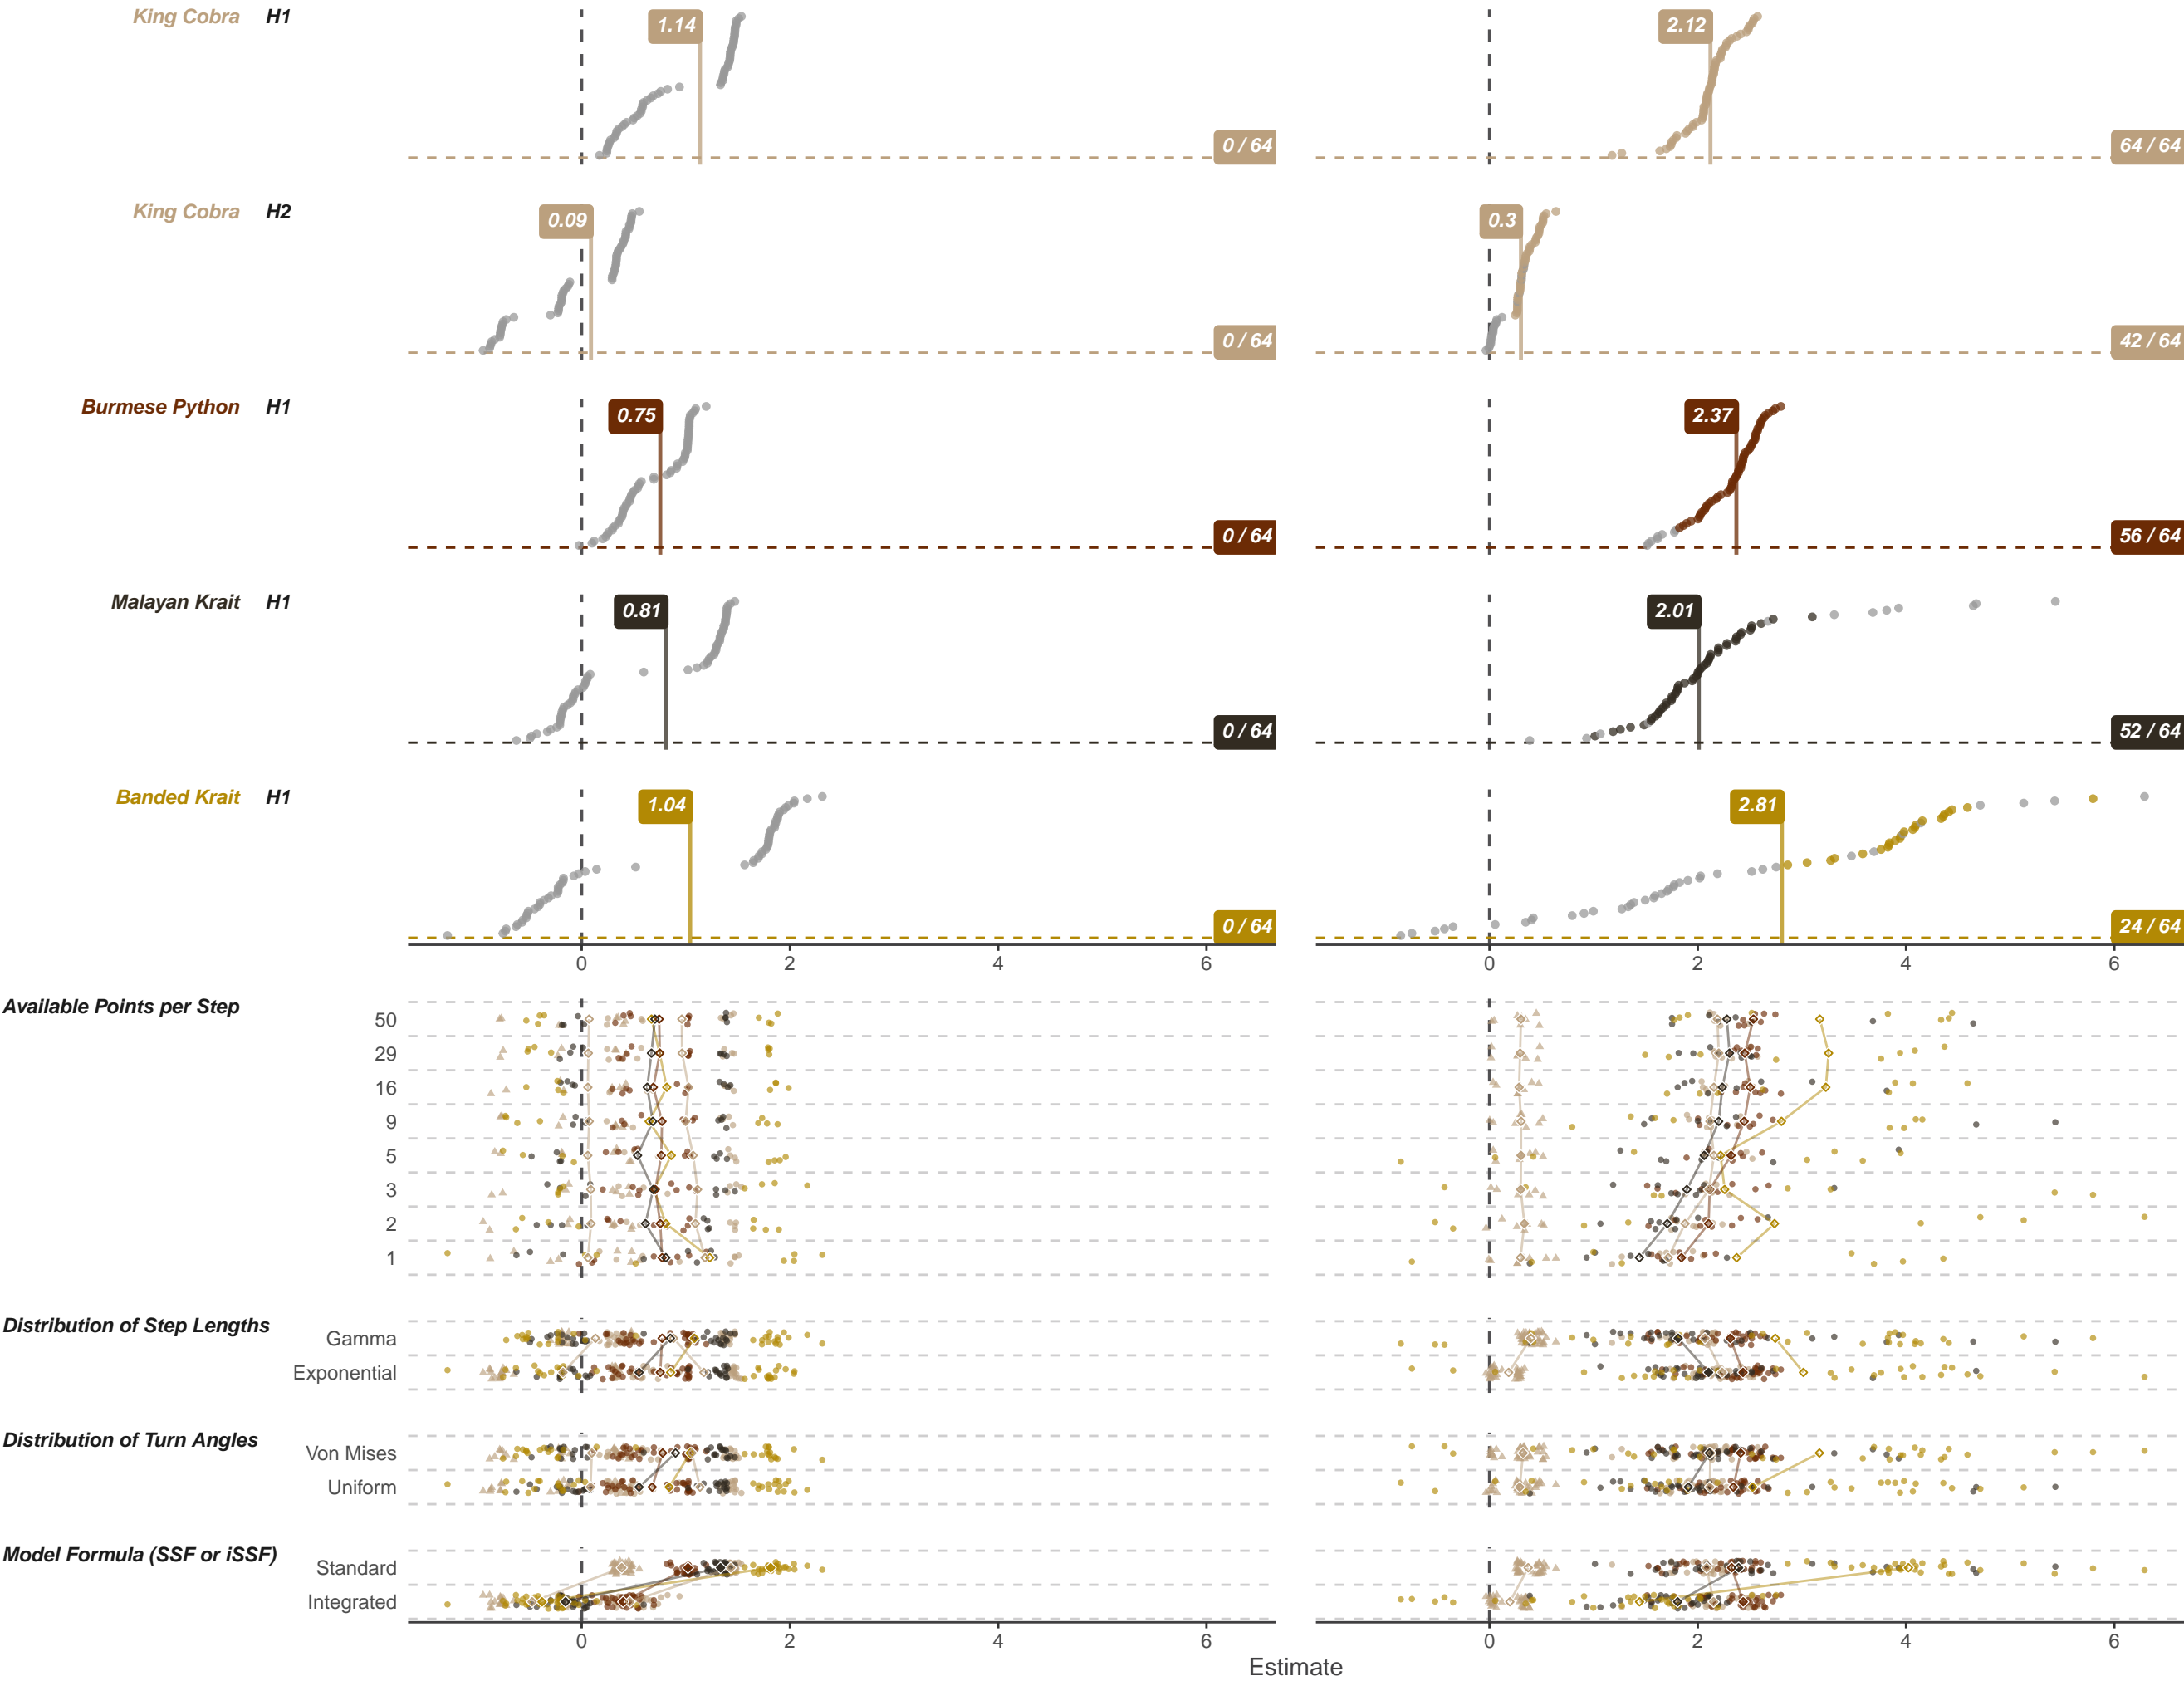 King Cobra H1 1.14 2.12
0 / 64 64 / 64
King Cobra H2 0.09 0.3
0 / 64 42 / 64
Burmese Python H1 0.75 2.37
0 / 64 56 / 64
Malayan Krait H1 0.81 2.01
0 / 64 52 / 64
Banded Krait H1 1.04 2.81
0 / 64 24 / 64
0 2 4 6 0 2 4 6
Available Points per Step
50
29
16
9
5
3
2
1
Distribution of Step Lengths
Gamma
Exponential
Distribution of Turn Angles
Von Mises
Uniform
Model Formula (SSF or iSSF)
Standard
Integrated
0 2 4 6 0 2 4 6
Estimate